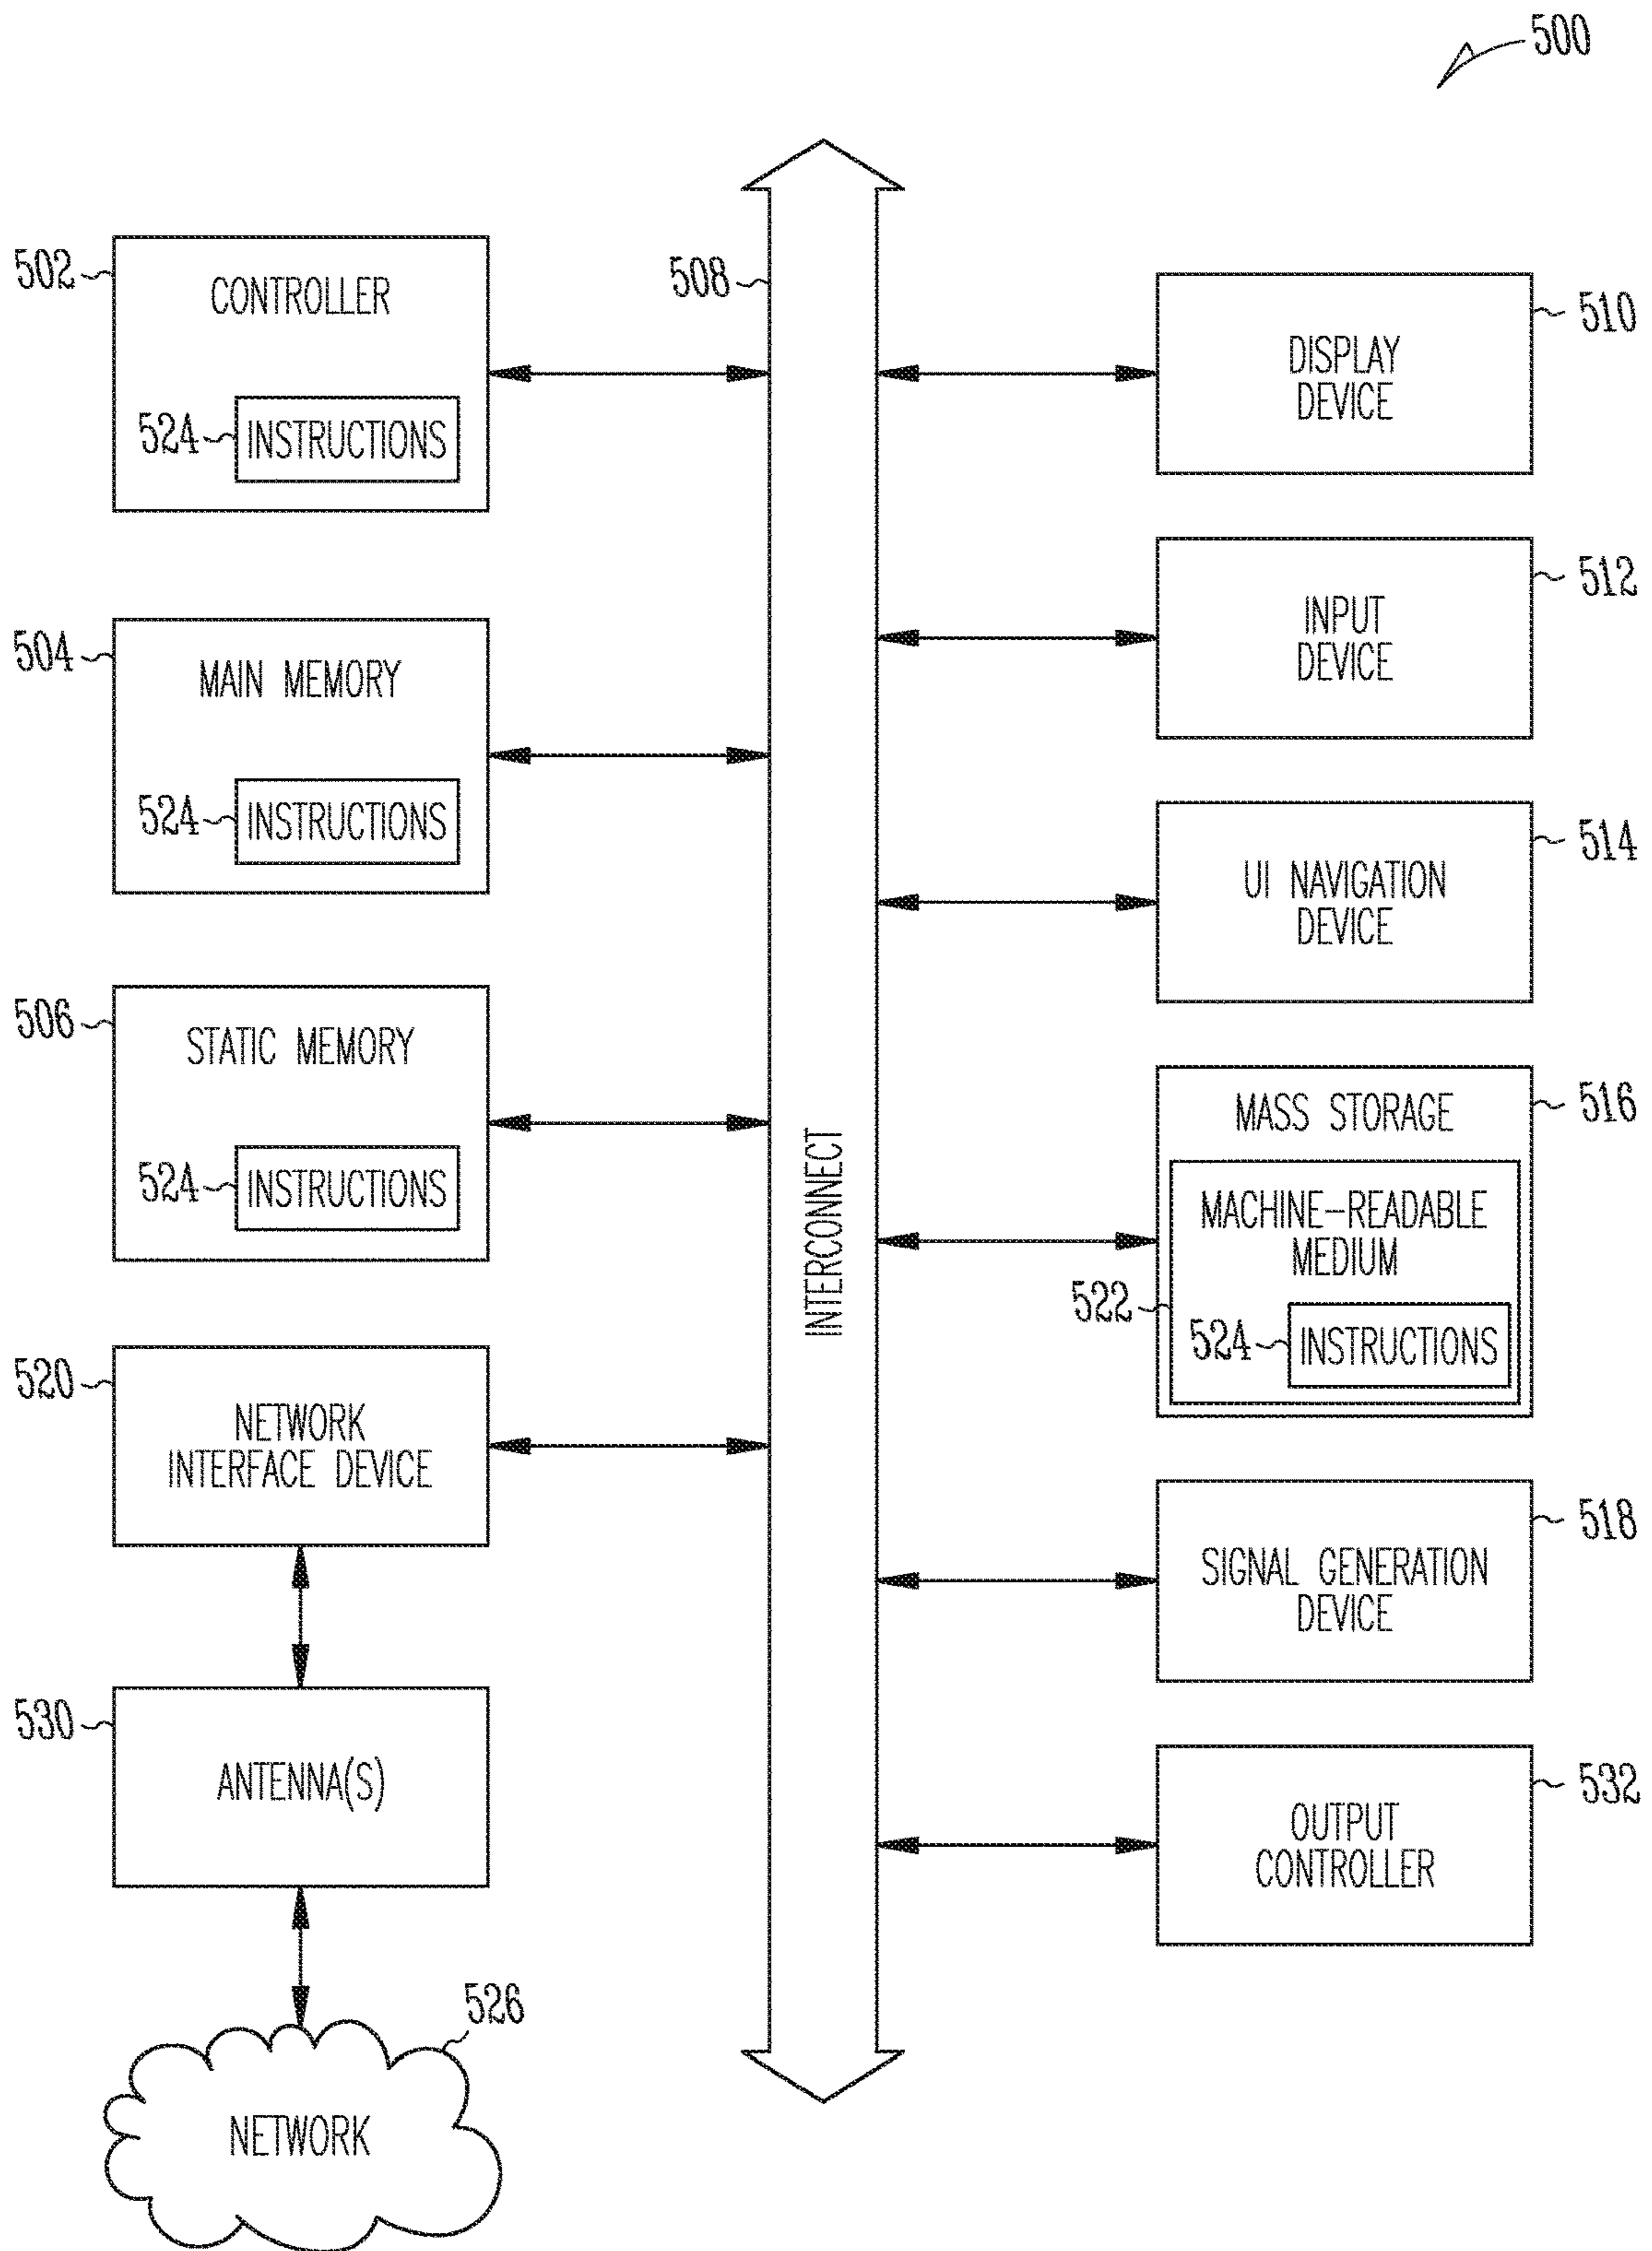 500
502
CONTROLLER
524
INSTRUCTIONS
504
MAIN MEMORY
524
INSTRUCTIONS
506
STATIC MEMORY
524
INSTRUCTIONS
520
NETWORK
INTERFACE DEVICE
530
ANTENNA(S)
526
NETWORK
508
INTERCONNECT
510
DISPLAY
DEVICE
512
INPUT
DEVICE
514
UI NAVIGATION
DEVICE
516
MASS STORAGE
MACHINE-READABLE
MEDIUM
522
524
INSTRUCTIONS
518
SIGNAL GENERATION
DEVICE
532
OUTPUT
CONTROLLER